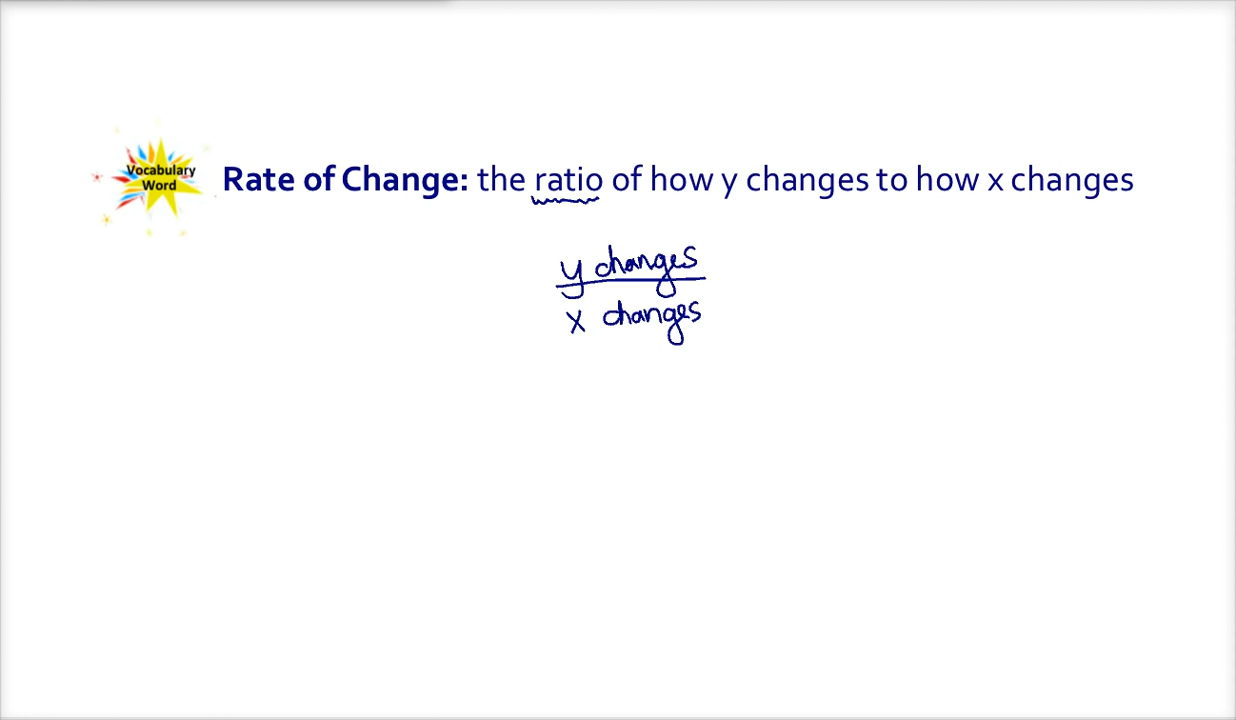 Vocabulary
Word
Rate of Change: the ratio of how y changes to how x changes
y changes
x changes